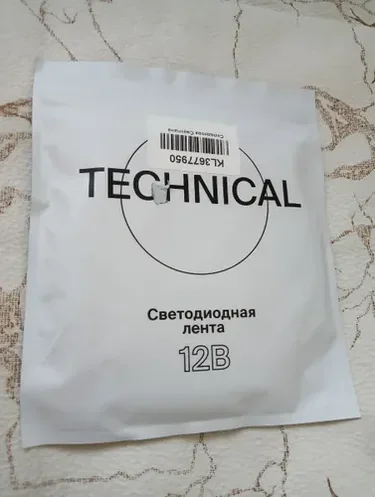 KL3677950
TECHNICAL
Светодиодная
лента
12В